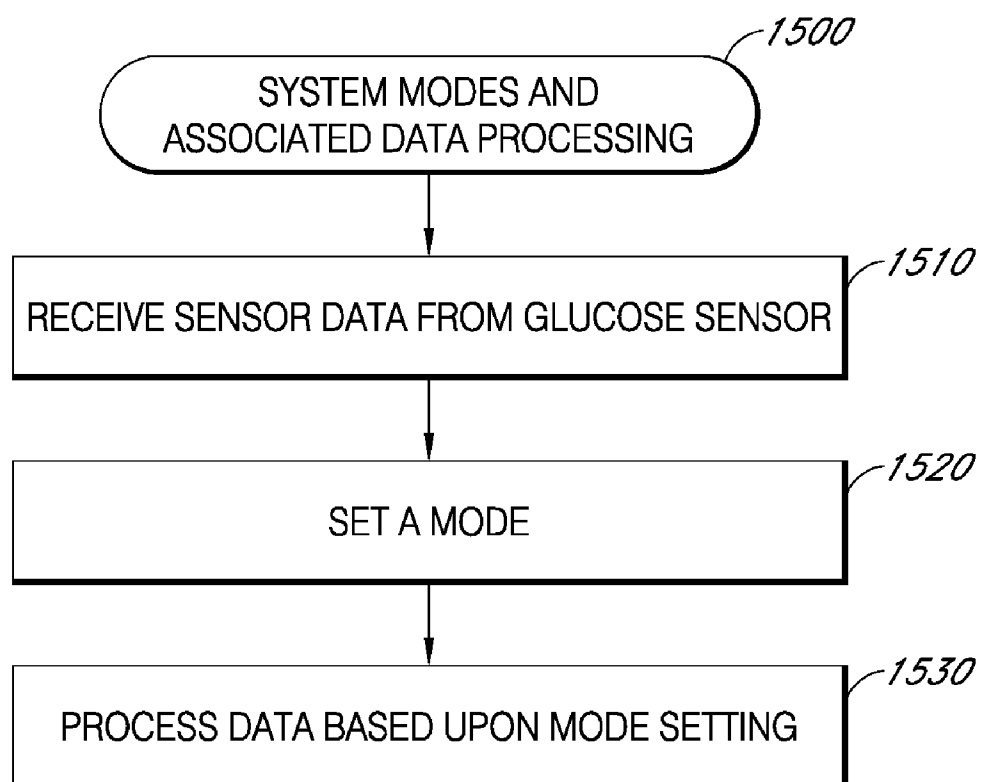 1500
SYSTEM MODES AND
ASSOCIATED DATA PROCESSING
1510
RECEIVE SENSOR DATA FROM GLUCOSE SENSOR
1520
SET A MODE
1530
PROCESS DATA BASED UPON MODE SETTING